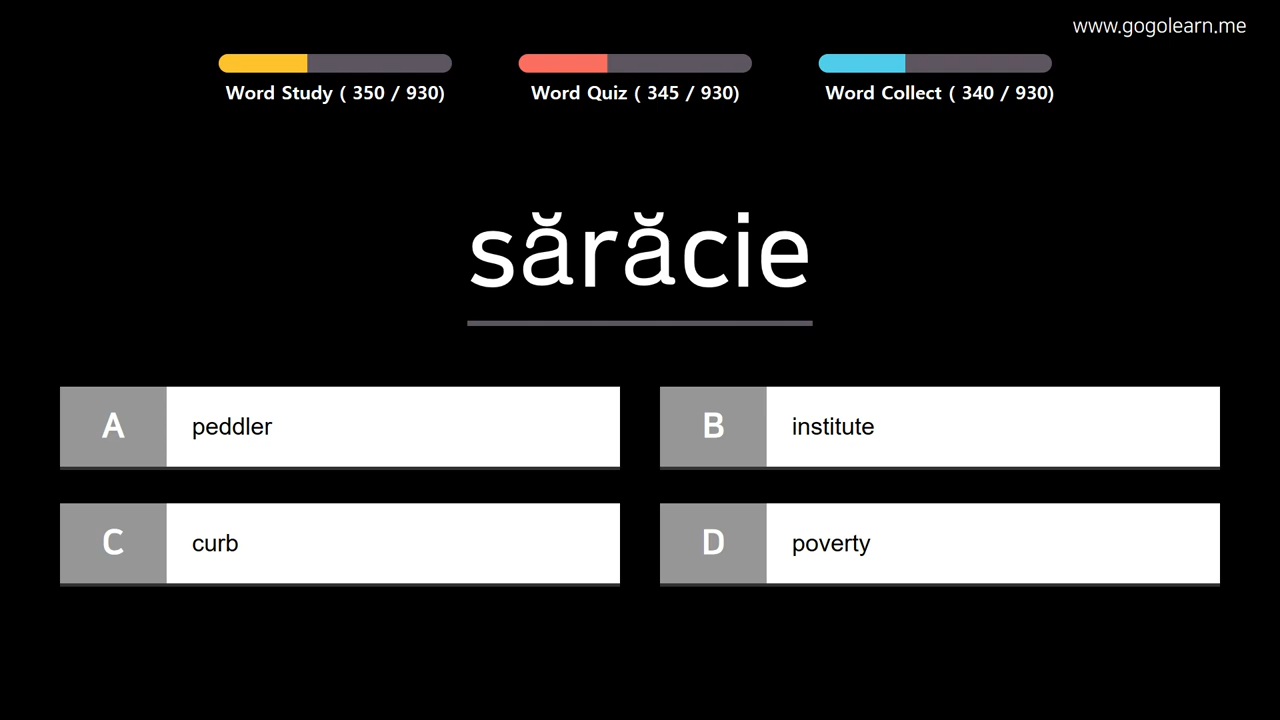 www.gogolearn.me
Word Study ( 350 / 930)
Word Quiz ( 345 / 930)
Word Collect ( 340 / 930)
sărăcie
A peddler
B institute
C curb
D poverty